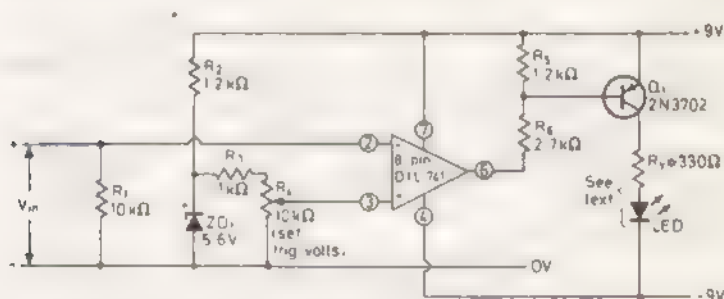 +9V
R₂
1.2kΩ
R₅
1.2kΩ
Q₁
2N3702
R₆
2.7kΩ
2
7
8 pin
DIL 741
6
3
4
R₁
10kΩ
R₃
1kΩ
R₄
10kΩ
(set
trig volts)
ZD₁
5.6V
0V
330Ω
See
text
LED
-9V